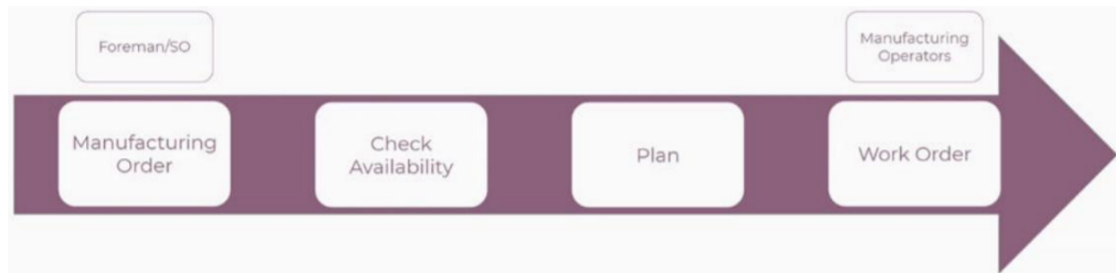 Foreman/SO
Manufacturing
Operators
Manufacturing
Order
Check
Availability
Plan
Work Order